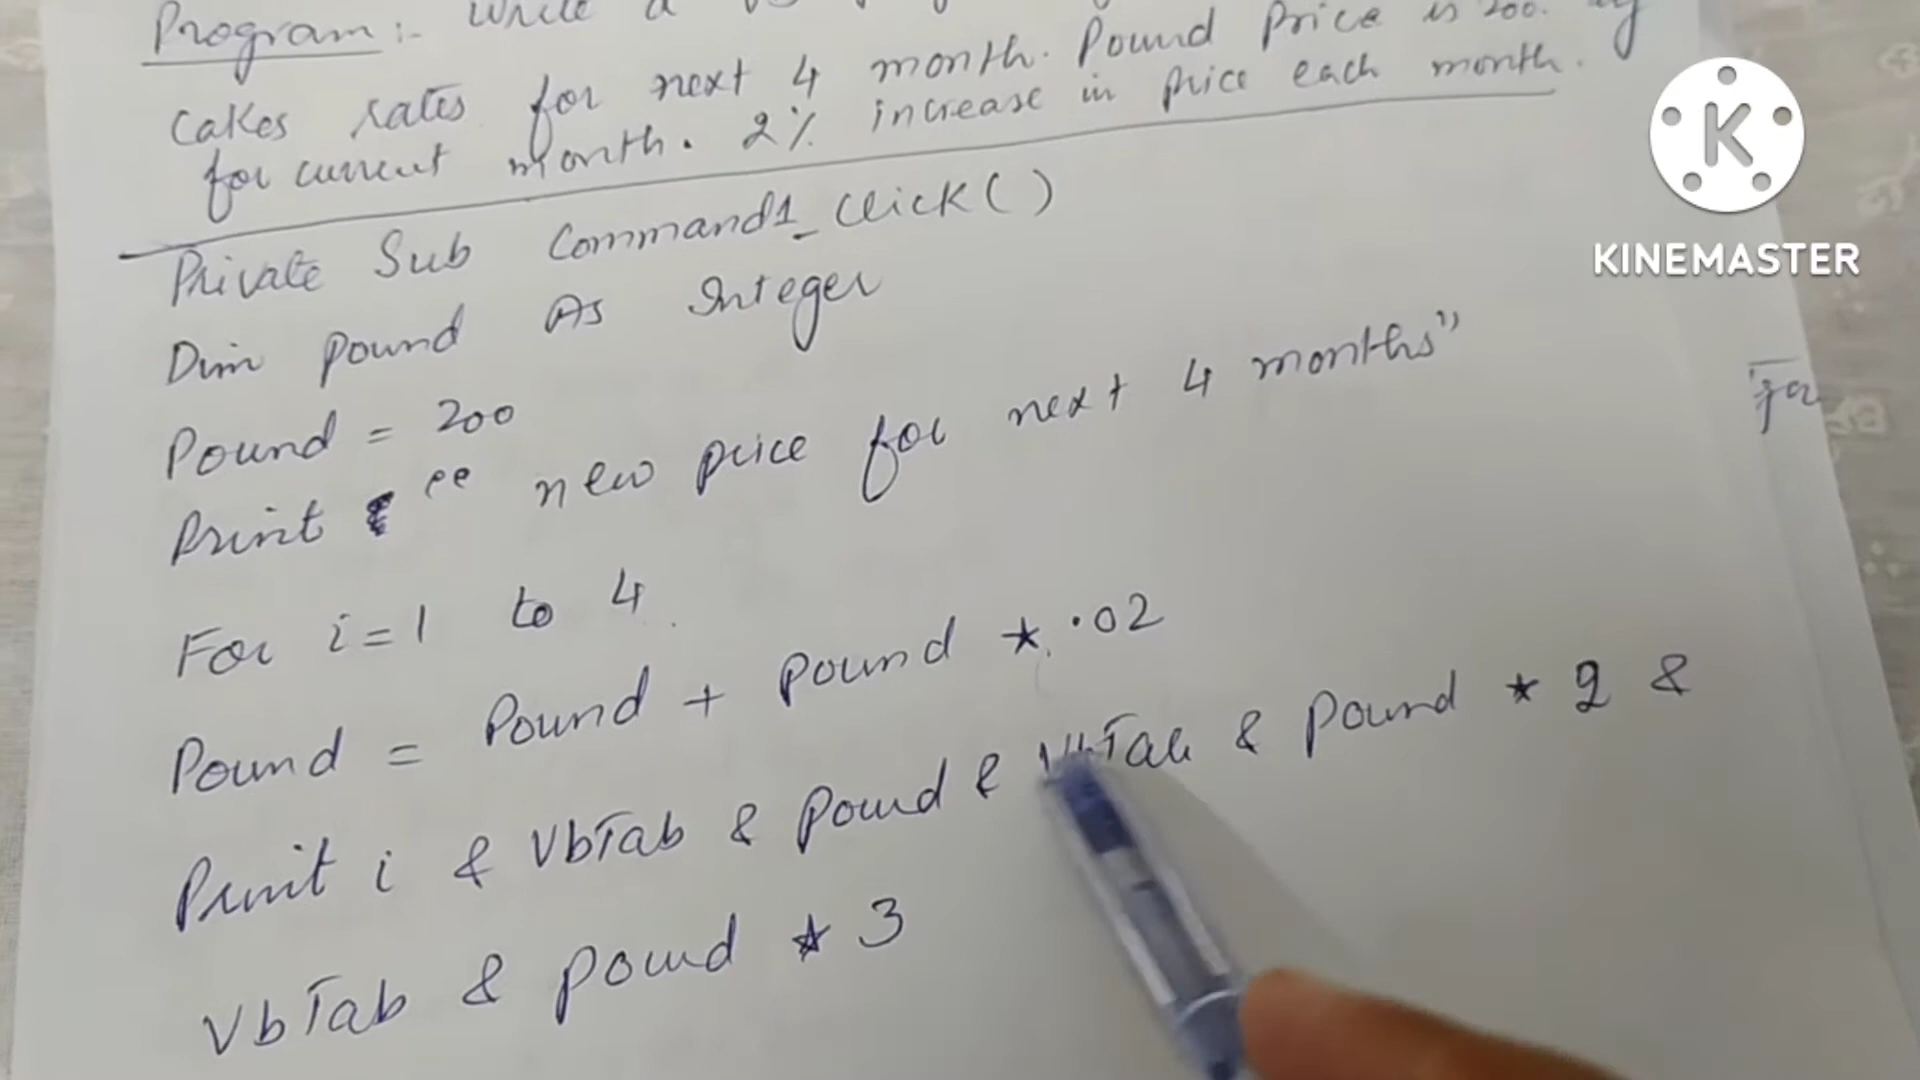 Program :- Write a
Cakes rates for next 4 month. Pound Price is 200.
for current month. 2% increase in price each month.
Private Sub Command1_Click()
Dim pound As Integer
Pound = 200
Print "new price for next 4 months"
For i=1 to 4
Pound = Pound + pound * .02
Print i & VbTab & Pound & VbTab & Pound * 2 &
VbTab & pound * 3
KINEMASTER